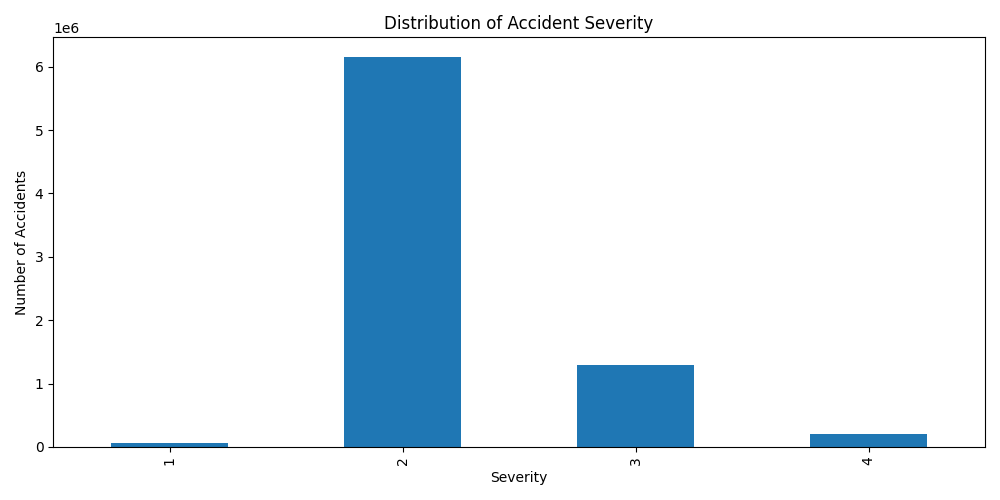 Distribution of Accident Severity
1e6
6
5
4
3
2
1
0
Number of Accidents
1
2
3
4
Severity